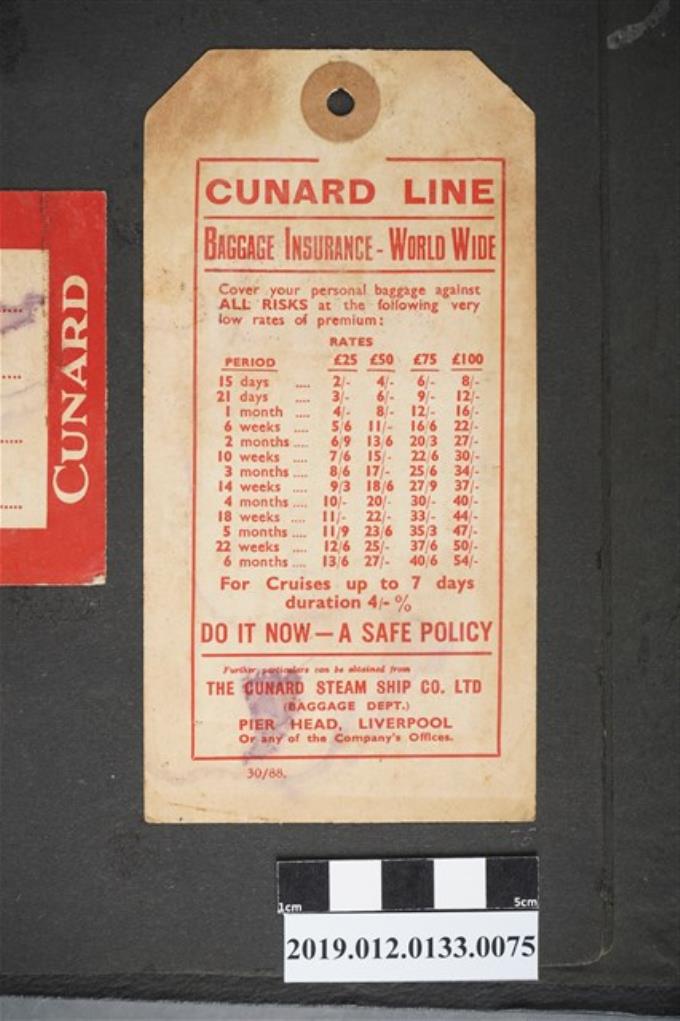 CUNARD LINE
BAGGAGE INSURANCE - WORLD WIDE
Cover your personal baggage against
ALL RISKS at the following very
low rates of premium:
RATES
PERIOD £25 £50 £75 £100
15 days .... 2/- 4/- 6/- 8/-
21 days .... 3/- 6/- 9/- 12/-
1 month .... 4/- 8/- 12/- 16/-
6 weeks .... 5/6 11/- 16/6 22/-
2 months .... 6/9 13/6 20/3 27/-
10 weeks .... 7/6 15/- 22/6 30/-
3 months .... 8/6 17/- 25/6 34/-
14 weeks .... 9/3 18/6 27/9 37/-
4 months .... 10/- 20/- 30/- 40/-
18 weeks .... 11/- 22/- 33/- 44/-
5 months .... 11/9 23/6 35/3 47/-
22 weeks .... 12/6 25/- 37/6 50/-
6 months .... 13/6 27/- 40/6 54/-
For Cruises up to 7 days
duration 4/- %
DO IT NOW — A SAFE POLICY
Further particulars can be obtained from
THE CUNARD STEAM SHIP CO. LTD
(BAGGAGE DEPT.)
PIER HEAD, LIVERPOOL
Or any of the Company's Offices.
30/88.
CUNARD
1cm 5cm
2019.012.0133.0075